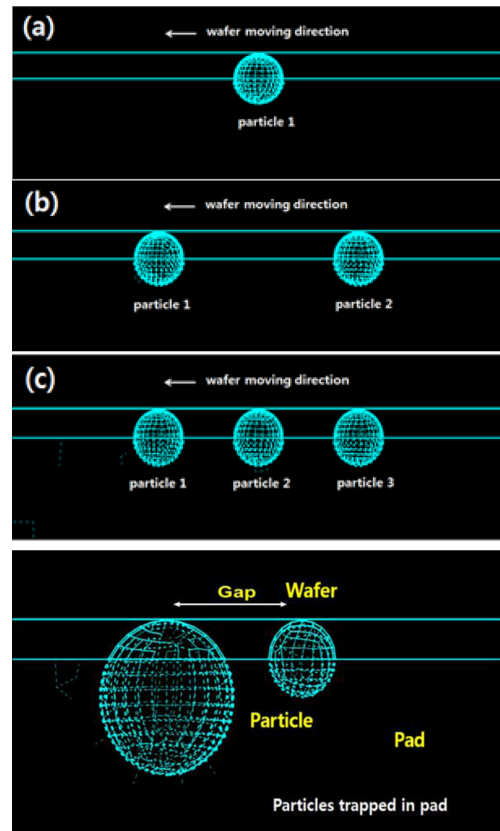 (a)
wafer moving direction
particle 1
(b)
wafer moving direction
particle 1 particle 2
(c)
wafer moving direction
particle 1 particle 2 particle 3
Gap Wafer
Particle
Pad
Particles trapped in pad